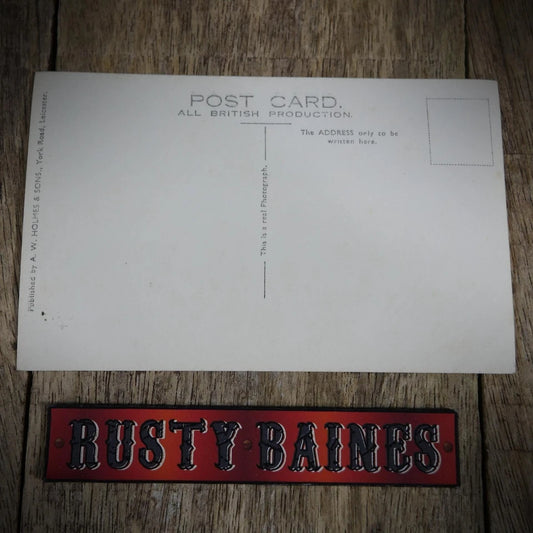 POST CARD.
ALL BRITISH PRODUCTION.
The ADDRESS only to be
written here.
This is a real Photograph.
Published by A. W. HOLMES & SONS., York Road, Leicester.
RUSTY BAINES